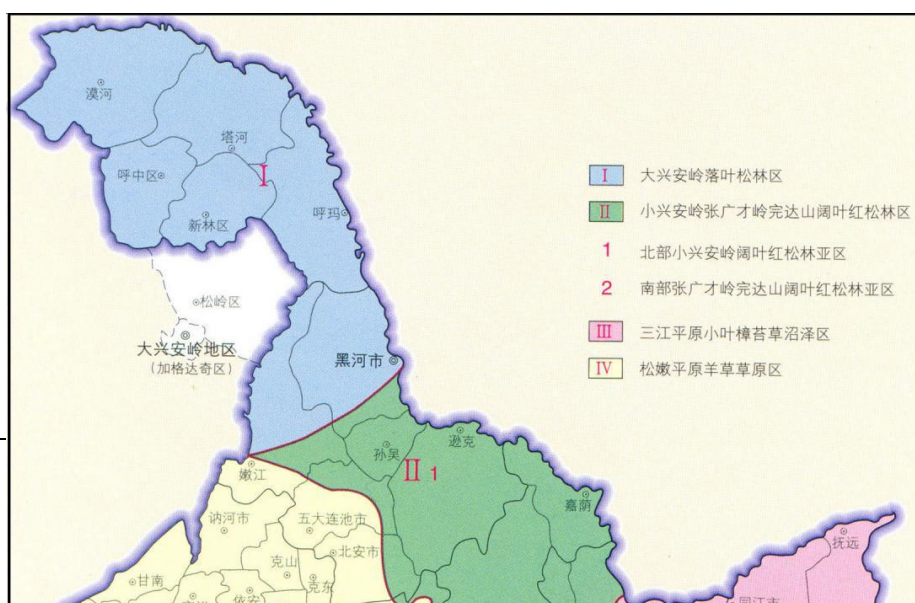 漠河
塔河
呼中区
I
新林区
呼玛
松岭区
大兴安岭地区
(加格达奇区)
黑河市
孙吴
逊克
II 1
嫩江
嘉荫
讷河市
五大连池市
北安市
克山
克东
甘南
依安
抚远
同江市
I 大兴安岭落叶松林区
II 小兴安岭张广才岭完达山阔叶红松林区
1 北部小兴安岭阔叶红松林亚区
2 南部张广才岭完达山阔叶红松林亚区
III 三江平原小叶樟苔草沼泽区
IV 松嫩平原羊草草原区